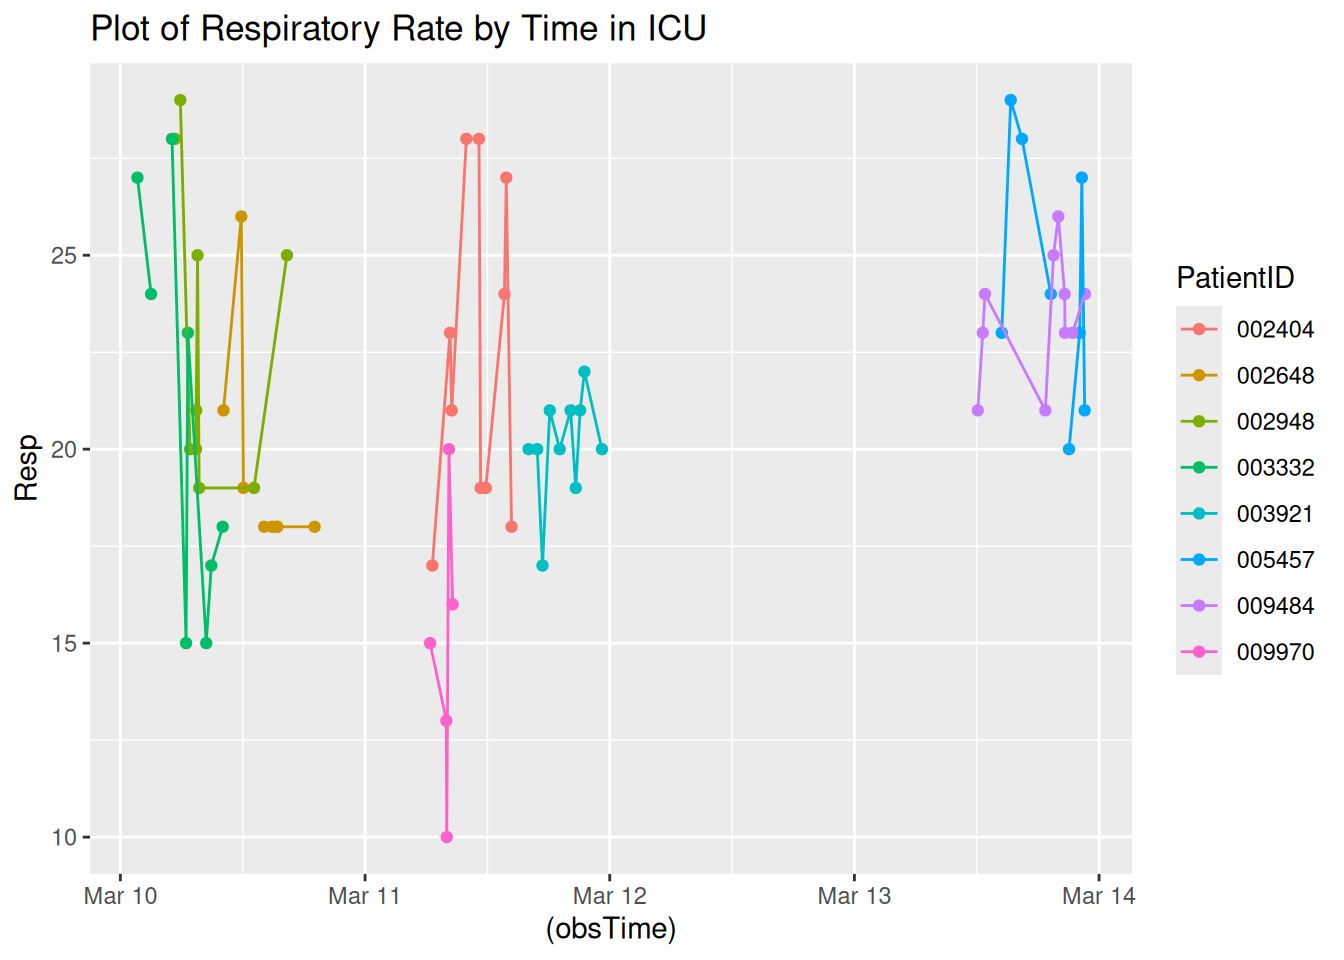 Plot of Respiratory Rate by Time in ICU
Resp
25
20
15
10
Mar 10
Mar 11
Mar 12
Mar 13
Mar 14
(obsTime)
PatientID
002404
002648
002948
003332
003921
005457
009484
009970